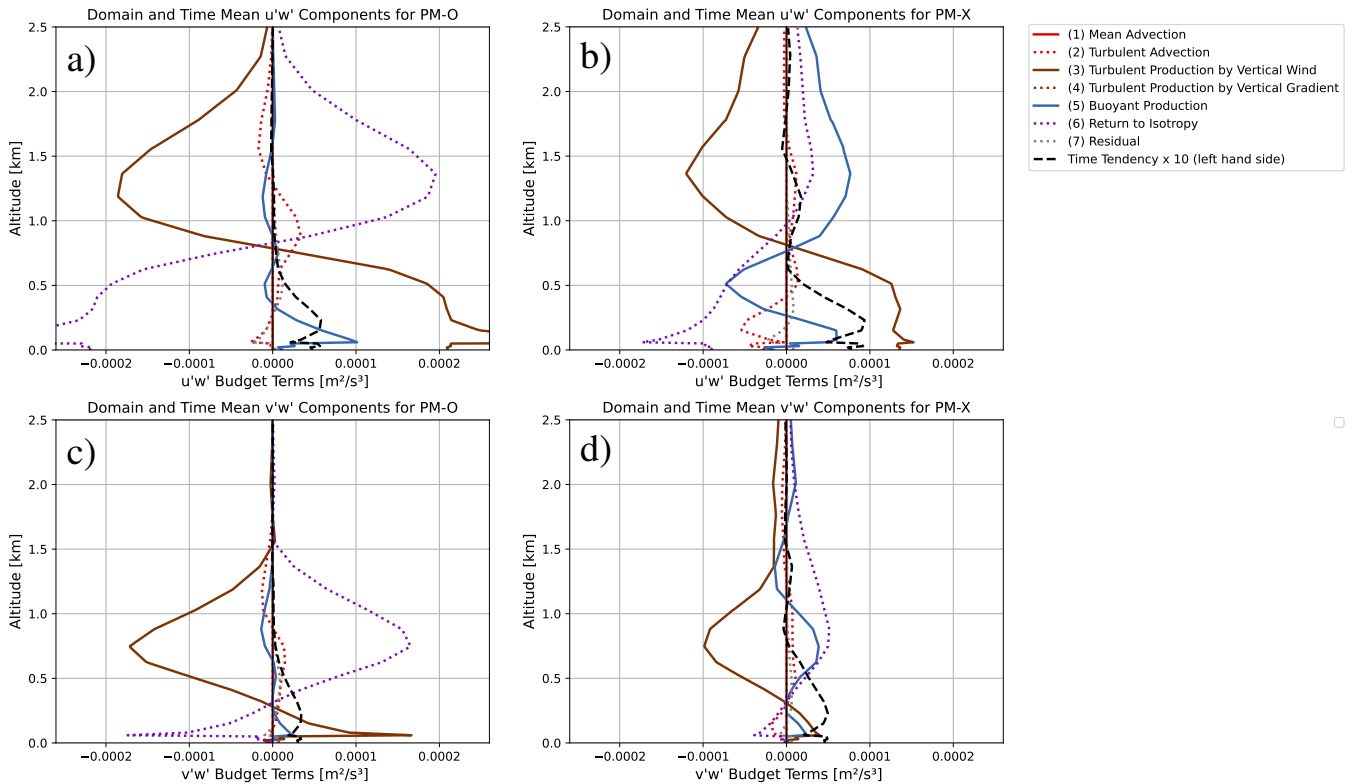 Domain and Time Mean u'w' Components for PM-O
a)
2.5
2.0
1.5
1.0
0.5
0.0
Altitude [km]
−0.0002
−0.0001
0.0000
0.0001
0.0002
u'w' Budget Terms [m²/s³]
Domain and Time Mean u'w' Components for PM-X
b)
2.5
2.0
1.5
1.0
0.5
0.0
Altitude [km]
−0.0002
−0.0001
0.0000
0.0001
0.0002
u'w' Budget Terms [m²/s³]
(1) Mean Advection
(2) Turbulent Advection
(3) Turbulent Production by Vertical Wind
(4) Turbulent Production by Vertical Gradient
(5) Buoyant Production
(6) Return to Isotropy
(7) Residual
Time Tendency x 10 (left hand side)
Domain and Time Mean v'w' Components for PM-O
c)
2.5
2.0
1.5
1.0
0.5
0.0
Altitude [km]
−0.0002
−0.0001
0.0000
0.0001
0.0002
v'w' Budget Terms [m²/s³]
Domain and Time Mean v'w' Components for PM-X
d)
2.5
2.0
1.5
1.0
0.5
0.0
Altitude [km]
−0.0002
−0.0001
0.0000
0.0001
0.0002
v'w' Budget Terms [m²/s³]